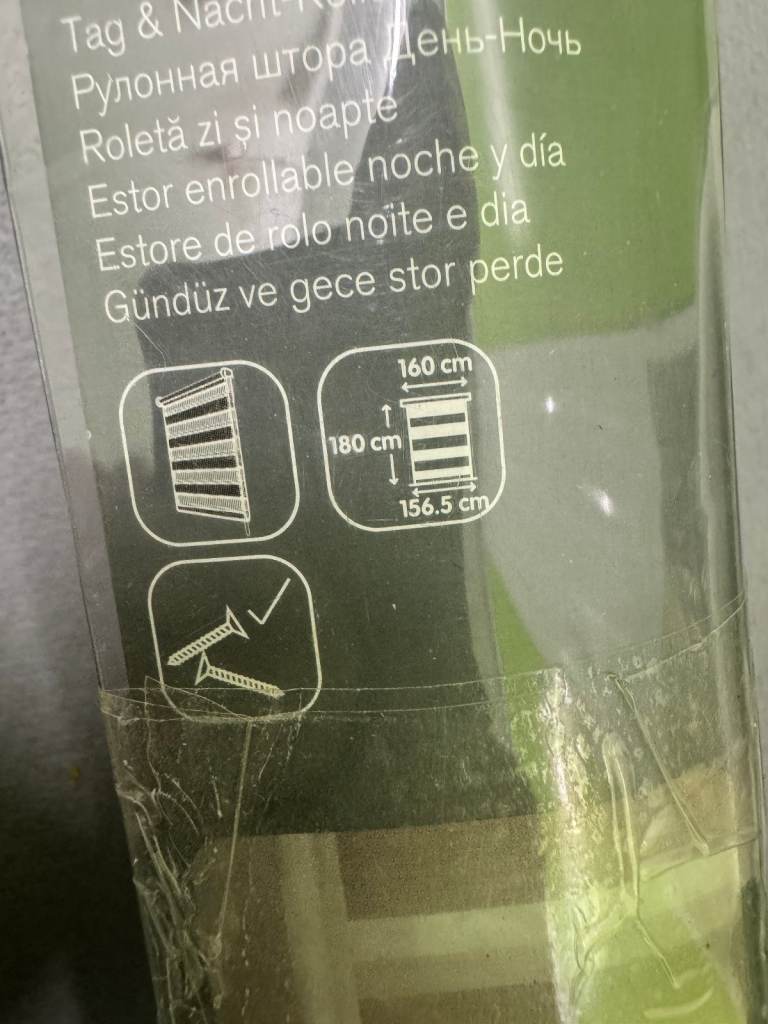 Tag & Nacht-
Рулонная штора День-Ночь
Roletă zi și noapte
Estor enrollable noche y día
Estore de rolo noite e dia
Gündüz ve gece stor perde
160 cm
180 cm
156.5 cm